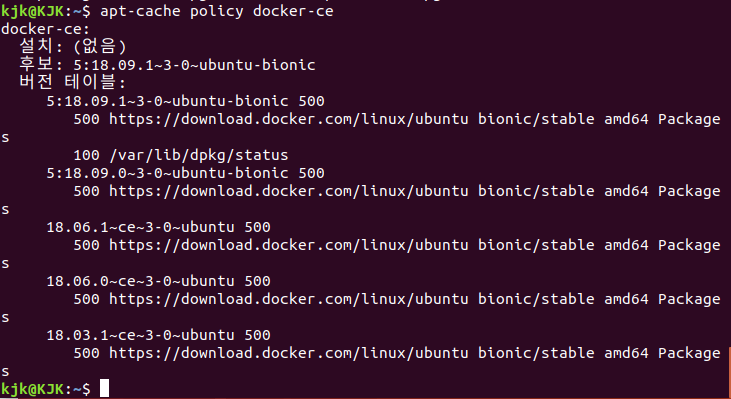 kjk@KJK:~$ apt-cache policy docker-ce
docker-ce:
  설치: (없음)
  후보: 5:18.09.1~3-0~ubuntu-bionic
  버전 테이블:
     5:18.09.1~3-0~ubuntu-bionic 500
        500 https://download.docker.com/linux/ubuntu bionic/stable amd64 Package
s
        100 /var/lib/dpkg/status
     5:18.09.0~3-0~ubuntu-bionic 500
        500 https://download.docker.com/linux/ubuntu bionic/stable amd64 Package
s
     18.06.1~ce~3-0~ubuntu 500
        500 https://download.docker.com/linux/ubuntu bionic/stable amd64 Package
s
     18.06.0~ce~3-0~ubuntu 500
        500 https://download.docker.com/linux/ubuntu bionic/stable amd64 Package
s
     18.03.1~ce~3-0~ubuntu 500
        500 https://download.docker.com/linux/ubuntu bionic/stable amd64 Package
s
kjk@KJK:~$